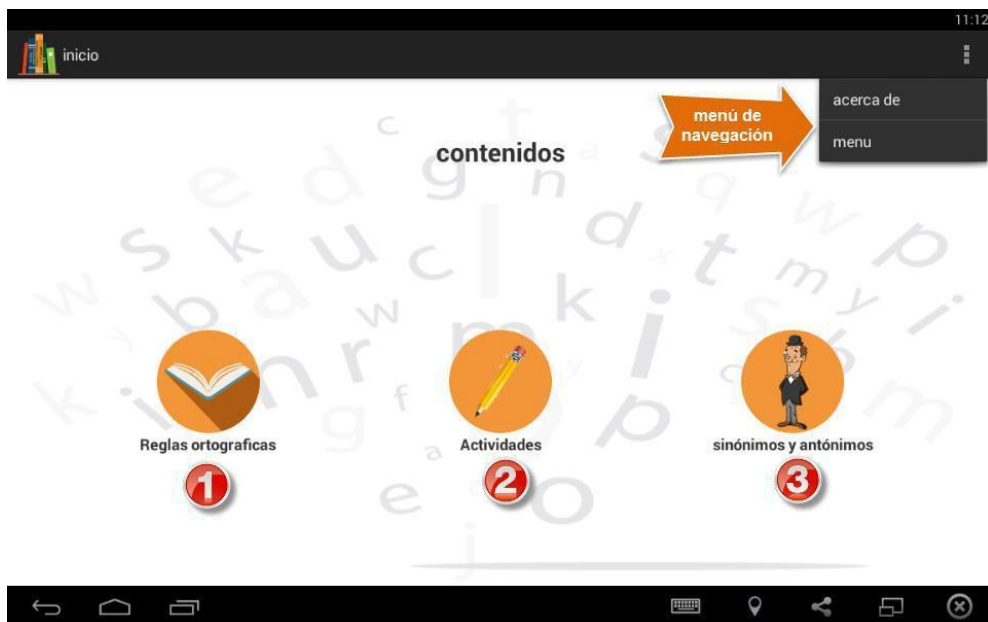 11:12
inicio
acerca de
menú de
navegación
menu
contenidos
Reglas ortograficas
Actividades
sinónimos y antónimos
1
2
3